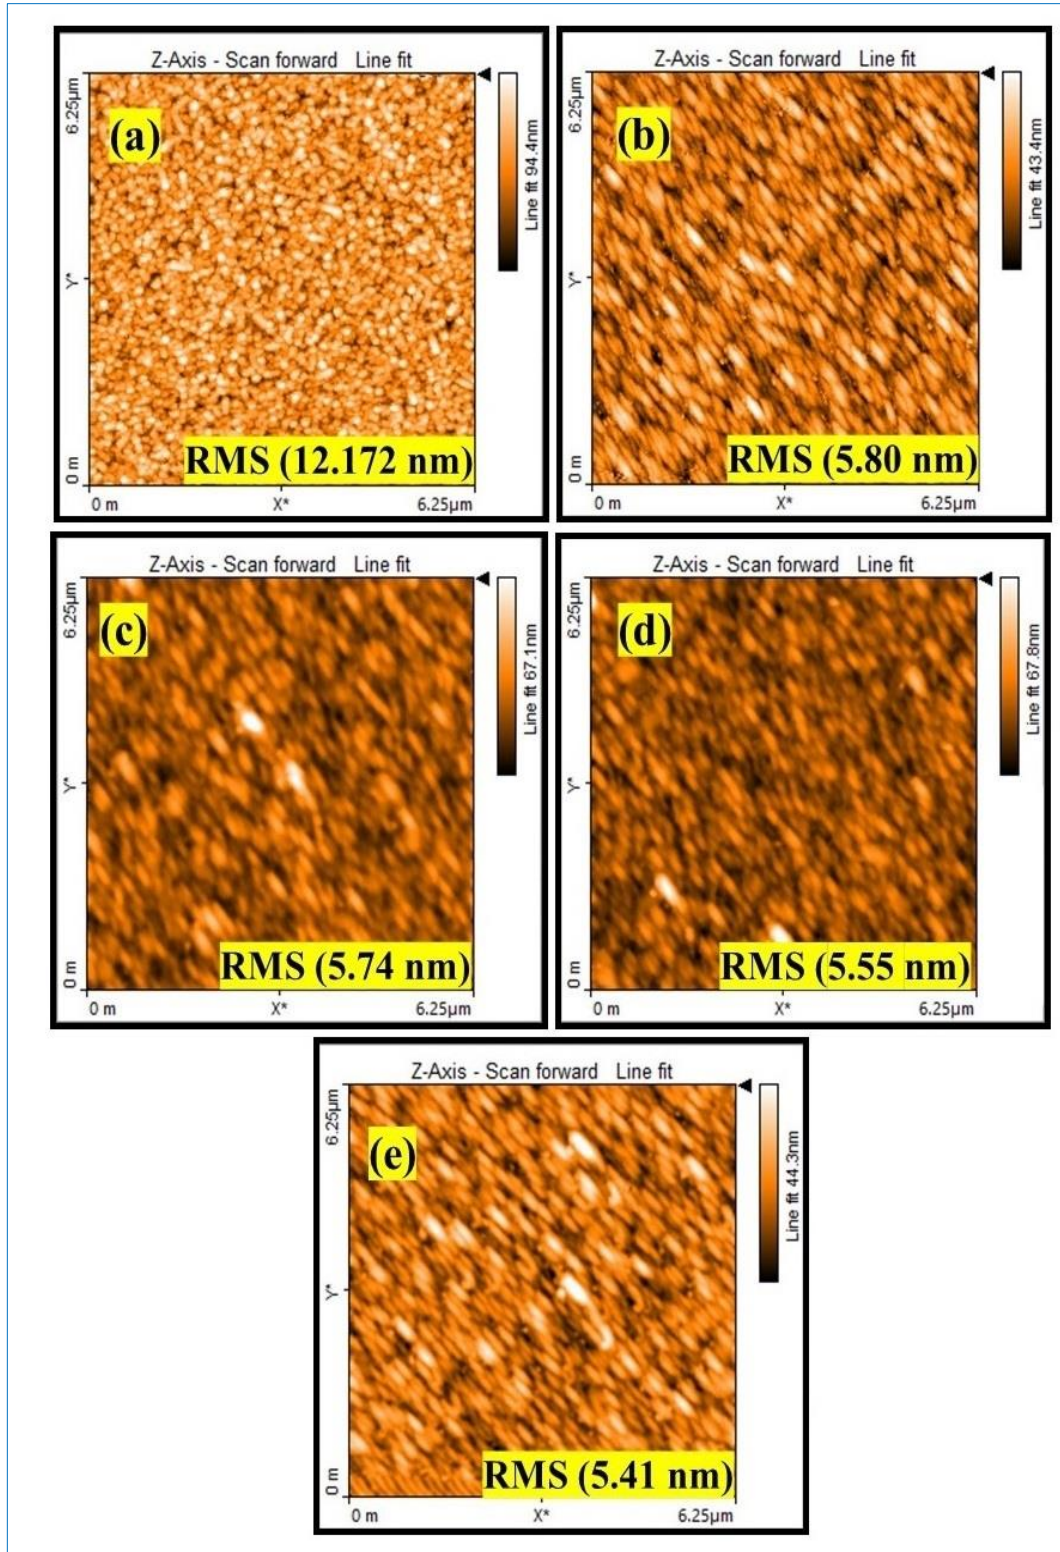 Z-Axis - Scan forward Line fit
6.25µm
(a)
Line fit 94.4nm
Y*
RMS (12.172 nm)
0 m
0 m X* 6.25µm
Z-Axis - Scan forward Line fit
6.25µm
(b)
Line fit 43.4nm
Y*
RMS (5.80 nm)
0 m
0 m X* 6.25µm
Z-Axis - Scan forward Line fit
6.25µm
(c)
Line fit 67.1nm
Y*
RMS (5.74 nm)
0 m
0 m X* 6.25µm
Z-Axis - Scan forward Line fit
6.25µm
(d)
Line fit 67.8nm
Y*
RMS (5.55 nm)
0 m
0 m X* 6.25µm
Z-Axis - Scan forward Line fit
6.25µm
(e)
Line fit 44.3nm
Y*
RMS (5.41 nm)
0 m
0 m X* 6.25µm